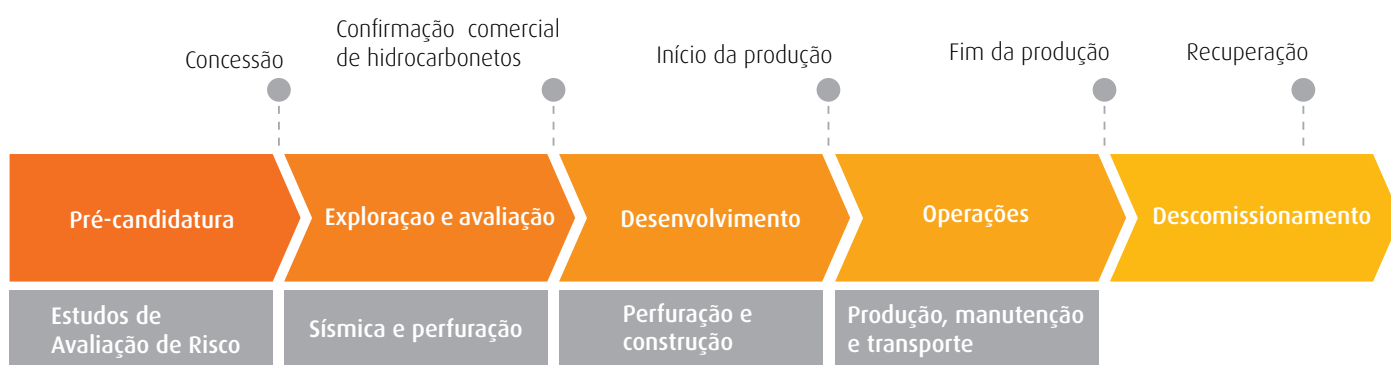 Concessão
Confirmação comercial
de hidrocarbonetos
Início da produção
Fim da produção
Recuperação
Pré-candidatura
Exploraçao e avaliação
Desenvolvimento
Operações
Descomissionamento
Estudos de
Avaliação de Risco
Sísmica e perfuração
Perfuração e
construção
Produção, manutenção
e transporte